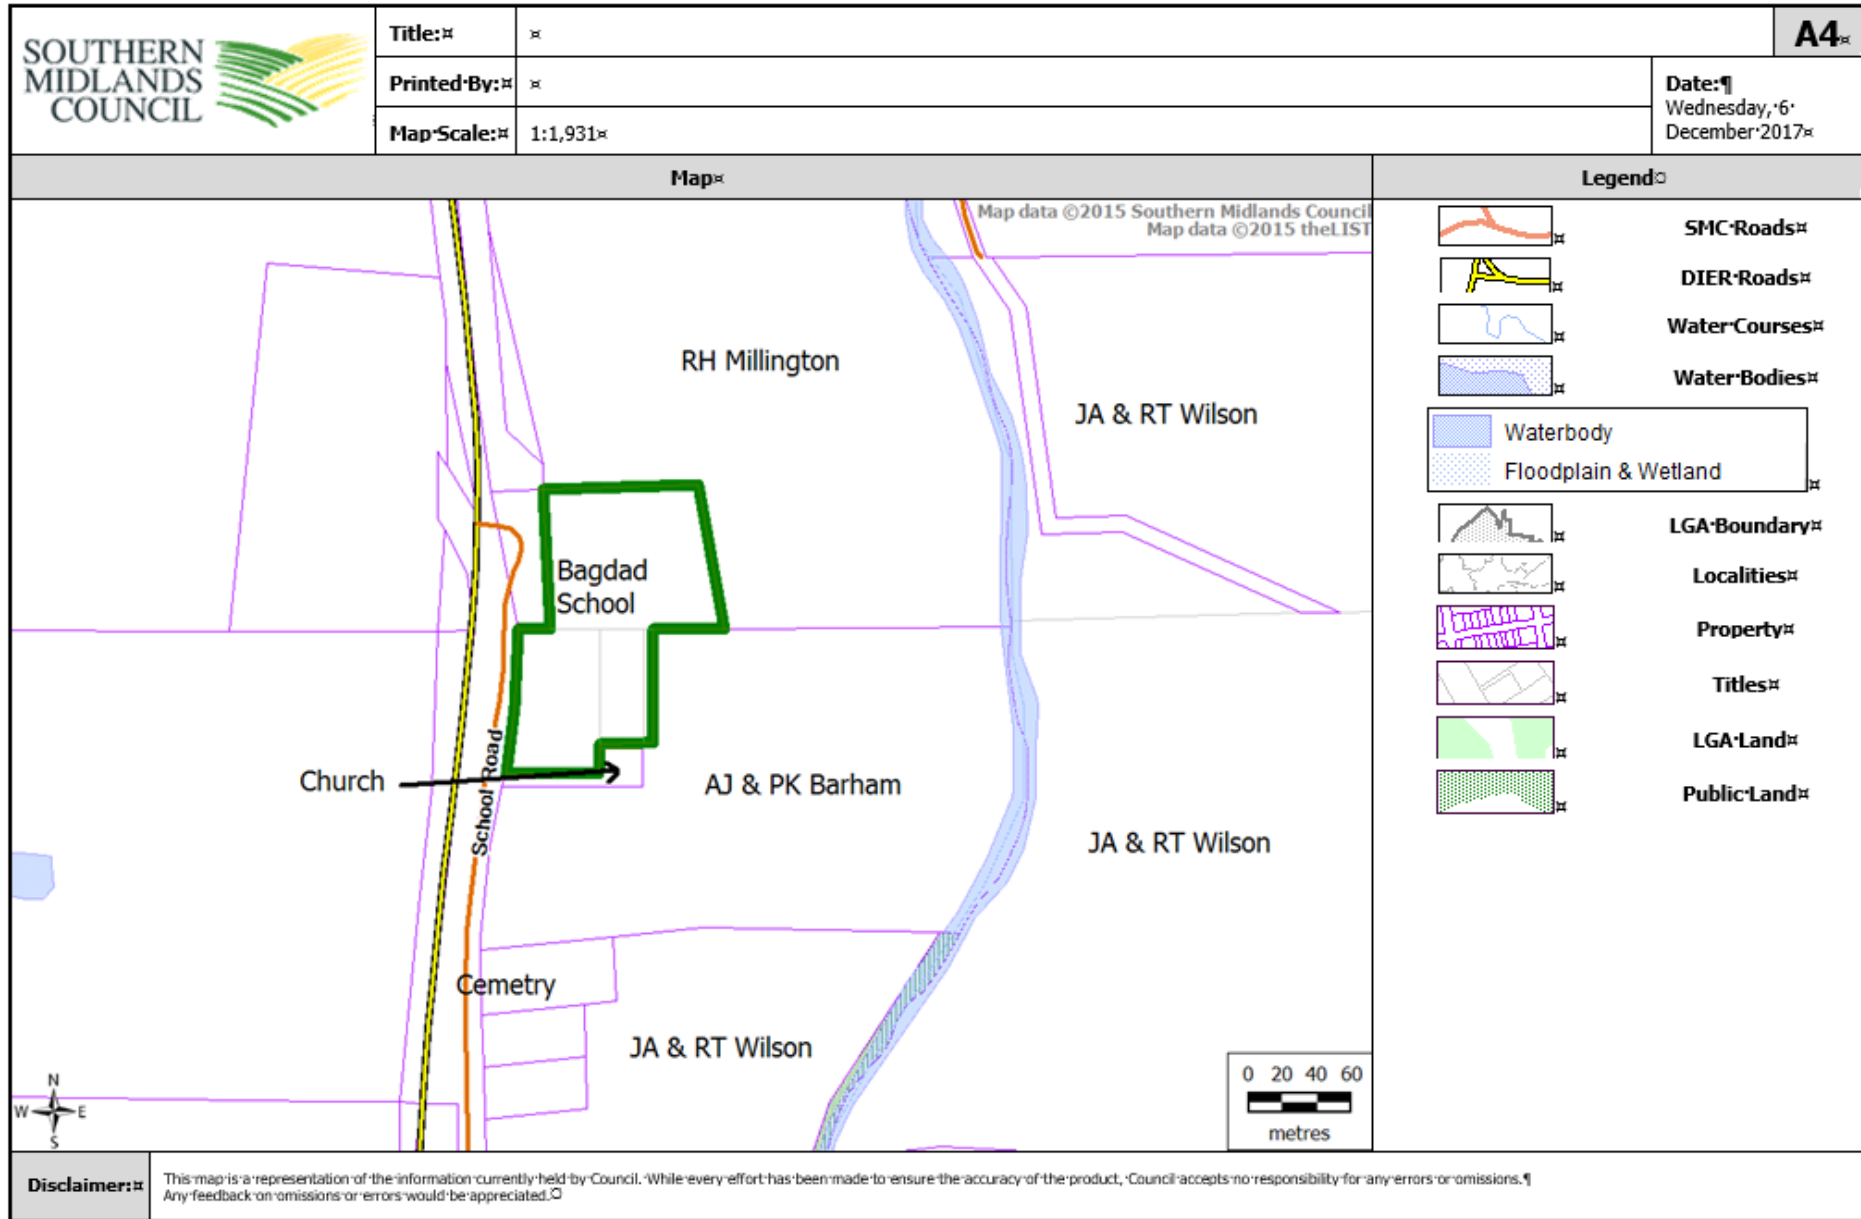 SOUTHERN
MIDLANDS
COUNCIL
Title:¤ ¤
A4¤
Printed·By:¤ ¤
Map·Scale:¤ 1:1,931¤
Date:¶
Wednesday,·6·
December·2017¤
Map¤
Legend¤
Map data ©2015 Southern Midlands Council
Map data ©2015 theLIST
RH Millington
JA & RT Wilson
Bagdad
School
School Road
Church
AJ & PK Barham
JA & RT Wilson
Cemetry
JA & RT Wilson
N
W E
S
0 20 40 60
metres
¤ SMC·Roads¤
¤ DIER·Roads¤
¤ Water·Courses¤
¤ Water·Bodies¤
Waterbody
Floodplain & Wetland
¤
¤ LGA·Boundary¤
¤ Localities¤
¤ Property¤
¤ Titles¤
¤ LGA·Land¤
¤ Public·Land¤
Disclaimer:¤
This·map·is·a·representation·of·the·information·currently·held·by·Council.·While·every·effort·has·been·made·to·ensure·the·accuracy·of·the·product,·Council·accepts·no·responsibility·for·any·errors·or·omissions.¶
Any·feedback·on·omissions·or·errors·would·be·appreciated.¤